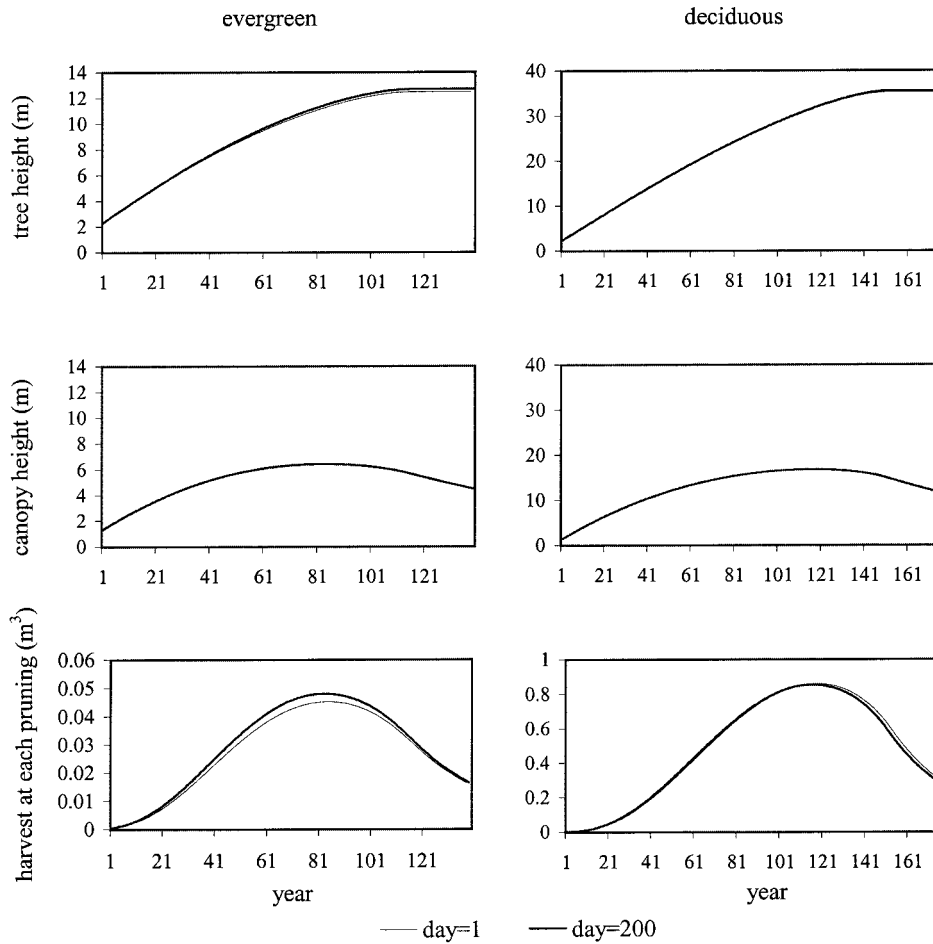 evergreen
deciduous
tree height (m)
14
12
10
8
6
4
2
0
1 21 41 61 81 101 121
40
30
20
10
0
1 21 41 61 81 101 121 141 161
canopy height (m)
14
12
10
8
6
4
2
0
1 21 41 61 81 101 121
40
30
20
10
0
1 21 41 61 81 101 121 141 161
harvest at each pruning (m³)
0.06
0.05
0.04
0.03
0.02
0.01
0
1 21 41 61 81 101 121
year
1
0.8
0.6
0.4
0.2
0
1 21 41 61 81 101 121 141 161
year
day=1 day=200